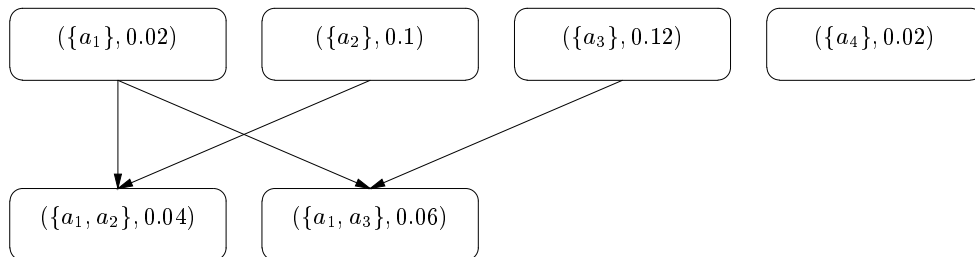 ({a₁}, 0.02)
({a₂}, 0.1)
({a₃}, 0.12)
({a₄}, 0.02)
({a₁, a₂}, 0.04)
({a₁, a₃}, 0.06)